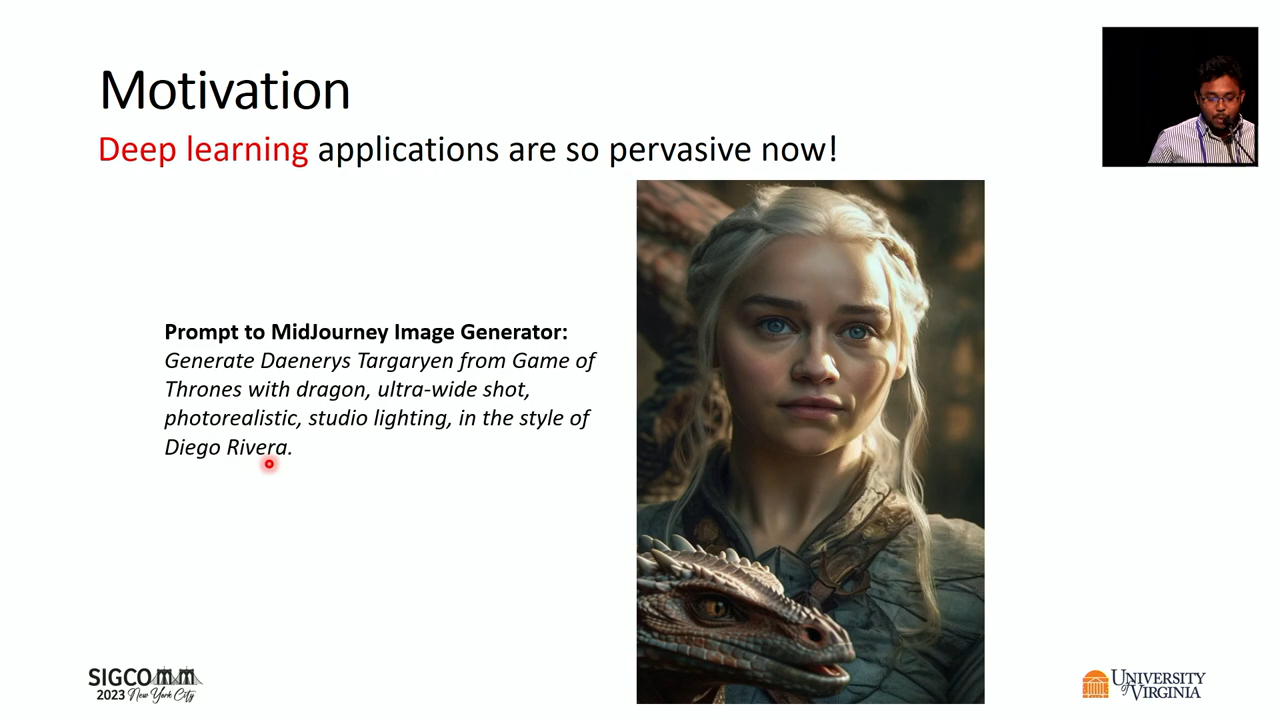 Motivation
Deep learning applications are so pervasive now!
Prompt to MidJourney Image Generator:
Generate Daenerys Targaryen from Game of
Thrones with dragon, ultra-wide shot,
photorealistic, studio lighting, in the style of
Diego Rivera.
SIGCOMM
2023 New York City
UNIVERSITY
of VIRGINIA